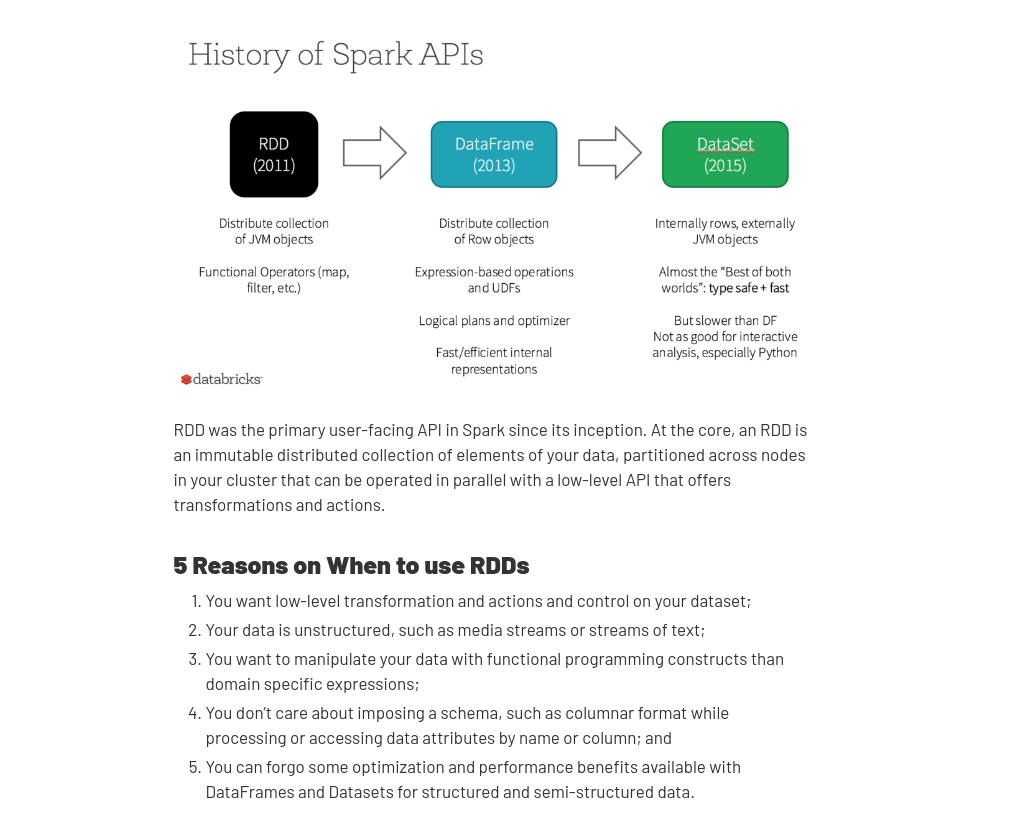 History of Spark APIs
RDD
(2011)
DataFrame
(2013)
DataSet
(2015)
Distribute collection
of JVM objects
Functional Operators (map,
filter, etc.)
Distribute collection
of Row objects
Expression-based operations
and UDFs
Logical plans and optimizer
Fast/efficient internal
representations
Internally rows, externally
JVM objects
Almost the “Best of both
worlds”: type safe + fast
But slower than DF
Not as good for interactive
analysis, especially Python
databricks
RDD was the primary user-facing API in Spark since its inception. At the core, an RDD is
an immutable distributed collection of elements of your data, partitioned across nodes
in your cluster that can be operated in parallel with a low-level API that offers
transformations and actions.
5 Reasons on When to use RDDs
1. You want low-level transformation and actions and control on your dataset;
2. Your data is unstructured, such as media streams or streams of text;
3. You want to manipulate your data with functional programming constructs than
domain specific expressions;
4. You don’t care about imposing a schema, such as columnar format while
processing or accessing data attributes by name or column; and
5. You can forgo some optimization and performance benefits available with
DataFrames and Datasets for structured and semi-structured data.